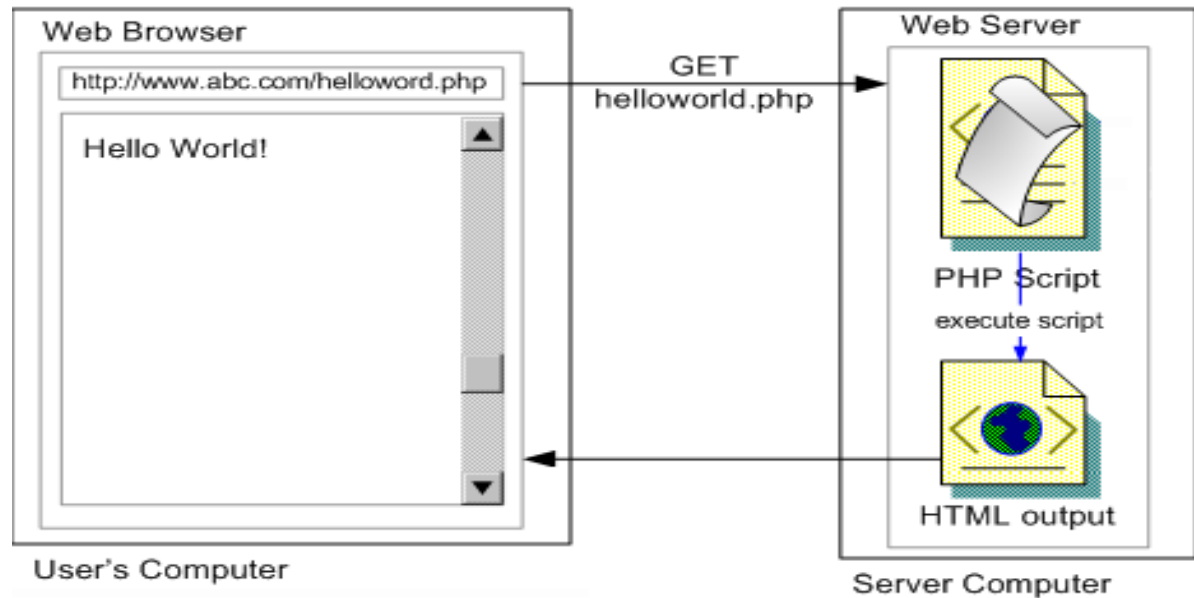 Web Browser
http://www.abc.com/helloword.php
Hello World!
User's Computer
GET
helloworld.php
Web Server
PHP Script
execute script
HTML output
Server Computer